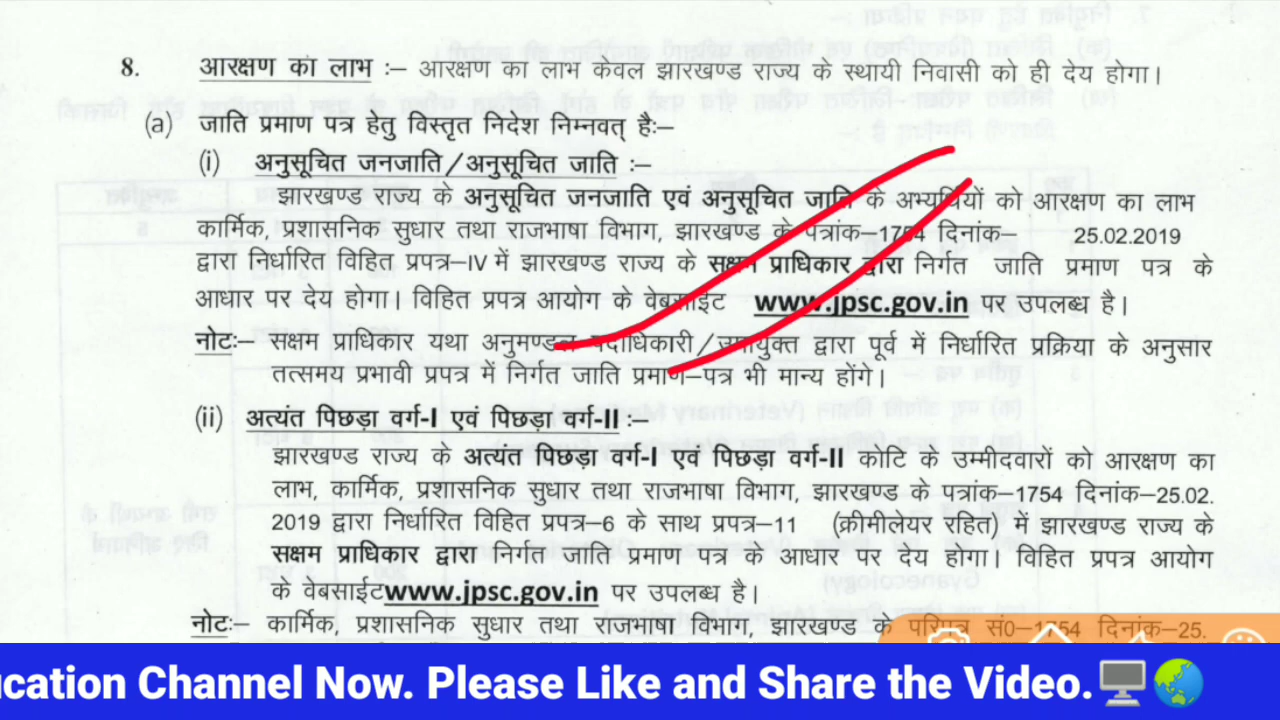 8. आरक्षण का लाभ :– आरक्षण का लाभ केवल झारखण्ड राज्य के स्थायी निवासी को ही देय होगा।
(a) जाति प्रमाण पत्र हेतु विस्तृत निदेश निम्नवत् हैः–
(i) अनुसूचित जनजाति/अनुसूचित जाति :–
झारखण्ड राज्य के अनुसूचित जनजाति एवं अनुसूचित जाति के अभ्यर्थियों को आरक्षण का लाभ
कार्मिक, प्रशासनिक सुधार तथा राजभाषा विभाग, झारखण्ड के पत्रांक–1754 दिनांक– 25.02.2019
द्वारा निर्धारित विहित प्रपत्र–IV में झारखण्ड राज्य के सक्षम प्राधिकार द्वारा निर्गत जाति प्रमाण पत्र के
आधार पर देय होगा। विहित प्रपत्र आयोग के वेबसाईट www.jpsc.gov.in पर उपलब्ध है।
नोटः– सक्षम प्राधिकार यथा अनुमण्डल पदाधिकारी/उपायुक्त द्वारा पूर्व में निर्धारित प्रक्रिया के अनुसार
तत्समय प्रभावी प्रपत्र में निर्गत जाति प्रमाण–पत्र भी मान्य होंगे।
(ii) अत्यंत पिछड़ा वर्ग-I एवं पिछड़ा वर्ग-II :–
झारखण्ड राज्य के अत्यंत पिछड़ा वर्ग-I एवं पिछड़ा वर्ग-II कोटि के उम्मीदवारों को आरक्षण का
लाभ, कार्मिक, प्रशासनिक सुधार तथा राजभाषा विभाग, झारखण्ड के पत्रांक–1754 दिनांक–25.02.
2019 द्वारा निर्धारित विहित प्रपत्र–6 के साथ प्रपत्र–11 (क्रीमीलेयर रहित) में झारखण्ड राज्य के
सक्षम प्राधिकार द्वारा निर्गत जाति प्रमाण पत्र के आधार पर देय होगा। विहित प्रपत्र आयोग
के वेबसाईटwww.jpsc.gov.in पर उपलब्ध है।
नोटः– कार्मिक, प्रशासनिक सुधार तथा राजभाषा विभाग, झारखण्ड के परिपत्र सं0–1754 दिनांक–25.
ucation Channel Now. Please Like and Share the Video.